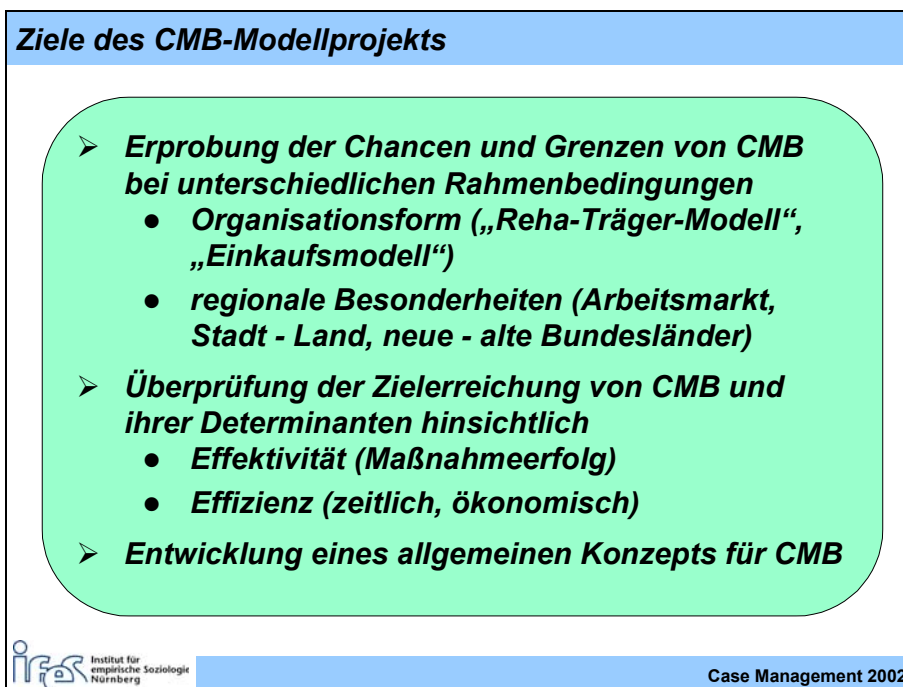 Ziele des CMB-Modellprojekts
➢ Erprobung der Chancen und Grenzen von CMB
bei unterschiedlichen Rahmenbedingungen
● Organisationsform („Reha-Träger-Modell“,
„Einkaufsmodell“)
● regionale Besonderheiten (Arbeitsmarkt,
Stadt - Land, neue - alte Bundesländer)
➢ Überprüfung der Zielerreichung von CMB und
ihrer Determinanten hinsichtlich
● Effektivität (Maßnahmeerfolg)
● Effizienz (zeitlich, ökonomisch)
➢ Entwicklung eines allgemeinen Konzepts für CMB
ifes
Institut für
empirische Soziologie
Nürnberg
Case Management 2002